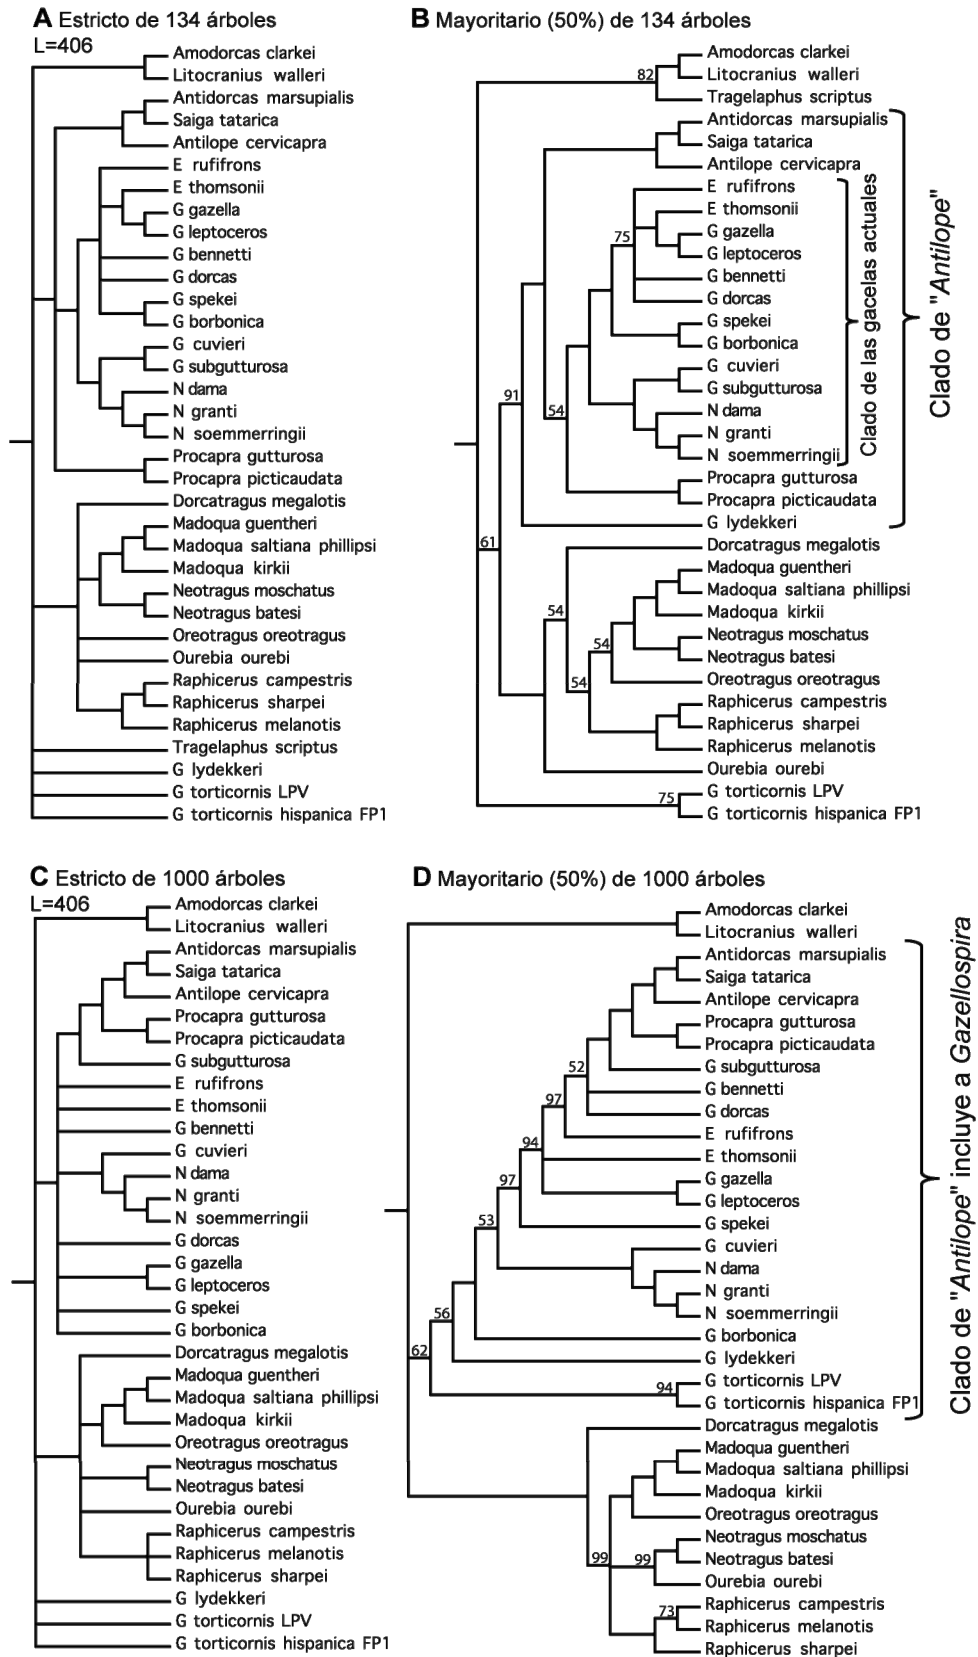 A Estricto de 134 árboles
L=406
Amodorcas clarkei
Litocranius walleri
Antidorcas marsupialis
Saiga tatarica
Antilope cervicapra
E rufifrons
E thomsonii
G gazella
G leptoceros
G bennetti
G dorcas
G spekei
G borbonica
G cuvieri
G subgutturosa
N dama
N granti
N soemmerringii
Procapra gutturosa
Procapra picticaudata
Dorcatragus megalotis
Madoqua guentheri
Madoqua saltiana phillipsi
Madoqua kirkii
Neotragus moschatus
Neotragus batesi
Oreotragus oreotragus
Ourebia ourebi
Raphicerus campestris
Raphicerus sharpei
Raphicerus melanotis
Tragelaphus scriptus
G lydekkeri
G torticornis LPV
G torticornis hispanica FP1
B Mayoritario (50%) de 134 árboles
Amodorcas clarkei
82
Litocranius walleri
Tragelaphus scriptus
Antidorcas marsupialis
Saiga tatarica
Antilope cervicapra
E rufifrons
E thomsonii
75
G gazella
G leptoceros
G bennetti
G dorcas
G spekei
G borbonica
G cuvieri
G subgutturosa
91
54
N dama
N granti
N soemmerringii
Procapra gutturosa
Procapra picticaudata
G lydekkeri
61
Dorcatragus megalotis
Madoqua guentheri
Madoqua saltiana phillipsi
54
Madoqua kirkii
Neotragus moschatus
54
Neotragus batesi
Oreotragus oreotragus
54
Raphicerus campestris
Raphicerus sharpei
Raphicerus melanotis
Ourebia ourebi
G torticornis LPV
75
G torticornis hispanica FP1
Clado de las gacelas actuales
Clado de "Antilope"
C Estricto de 1000 árboles
L=406
Amodorcas clarkei
Litocranius walleri
Antidorcas marsupialis
Saiga tatarica
Antilope cervicapra
Procapra gutturosa
Procapra picticaudata
G subgutturosa
E rufifrons
E thomsonii
G bennetti
G cuvieri
N dama
N granti
N soemmerringii
G dorcas
G gazella
G leptoceros
G spekei
G borbonica
Dorcatragus megalotis
Madoqua guentheri
Madoqua saltiana phillipsi
Madoqua kirkii
Oreotragus oreotragus
Neotragus moschatus
Neotragus batesi
Ourebia ourebi
Raphicerus campestris
Raphicerus melanotis
Raphicerus sharpei
G lydekkeri
G torticornis LPV
G torticornis hispanica FP1
D Mayoritario (50%) de 1000 árboles
Amodorcas clarkei
Litocranius walleri
Antidorcas marsupialis
Saiga tatarica
Antilope cervicapra
Procapra gutturosa
Procapra picticaudata
52
G subgutturosa
G bennetti
97
G dorcas
E rufifrons
94
E thomsonii
97
G gazella
G leptoceros
53
G spekei
G cuvieri
N dama
N granti
56
N soemmerringii
G borbonica
62
G lydekkeri
G torticornis LPV
94
G torticornis hispanica FP1
Dorcatragus megalotis
Madoqua guentheri
Madoqua saltiana phillipsi
Madoqua kirkii
Oreotragus oreotragus
Neotragus moschatus
99
99
Neotragus batesi
Ourebia ourebi
Raphicerus campestris
73
Raphicerus melanotis
Raphicerus sharpei
Clado de "Antilope" incluye a Gazellospira